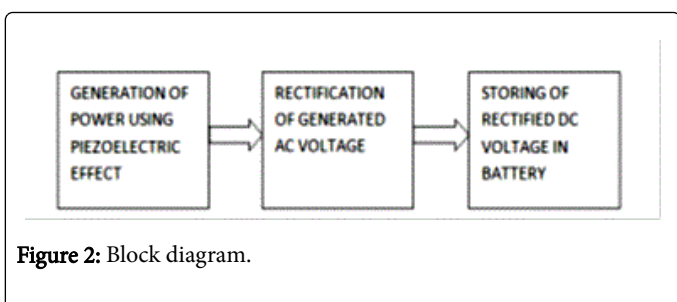 GENERATION OF
POWER USING
PIEZOELECTRIC
EFFECT
RECTIFICATION
OF GENERATED
AC VOLTAGE
STORING OF
RECTIFIED DC
VOLTAGE IN
BATTERY
Figure 2: Block diagram.